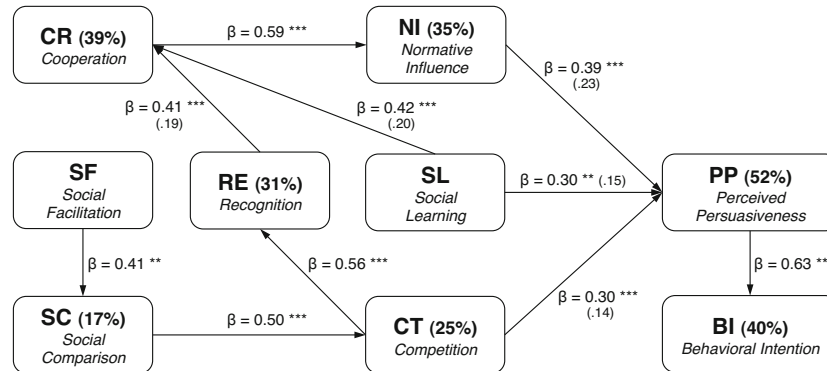 CR (39%)
Cooperation
β = 0.59 ***
NI (35%)
Normative
Influence
β = 0.41 ***
(.19)
β = 0.42 ***
(.20)
β = 0.39 ***
(.23)
SF
Social
Facilitation
RE (31%)
Recognition
SL
Social
Learning
β = 0.30 ** (.15)
PP (52%)
Perceived
Persuasiveness
β = 0.41 **
β = 0.56 ***
β = 0.30 ***
(.14)
β = 0.63 **
SC (17%)
Social
Comparison
β = 0.50 ***
CT (25%)
Competition
BI (40%)
Behavioral Intention